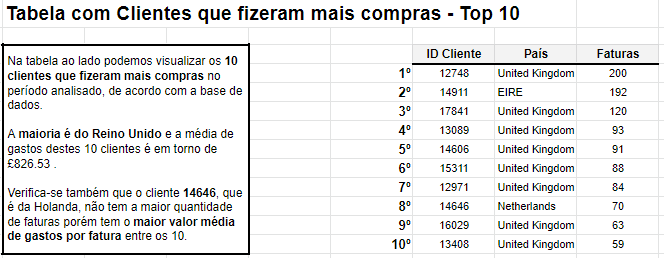 Tabela com Clientes que fizeram mais compras - Top 10
Na tabela ao lado podemos visualizar os 10
clientes que fizeram mais compras no
período analisado, de acordo com a base de
dados.
A maioria é do Reino Unido e a média de
gastos destes 10 clientes é em torno de
£826.53 .
Verifica-se também que o cliente 14646, que
é da Holanda, não tem a maior quantidade
de faturas porém tem o maior valor média
de gastos por fatura entre os 10.
ID Cliente País Faturas
1º 12748 United Kingdom 200
2º 14911 EIRE 192
3º 17841 United Kingdom 120
4º 13089 United Kingdom 93
5º 14606 United Kingdom 91
6º 15311 United Kingdom 88
7º 12971 United Kingdom 84
8º 14646 Netherlands 70
9º 16029 United Kingdom 63
10º 13408 United Kingdom 59